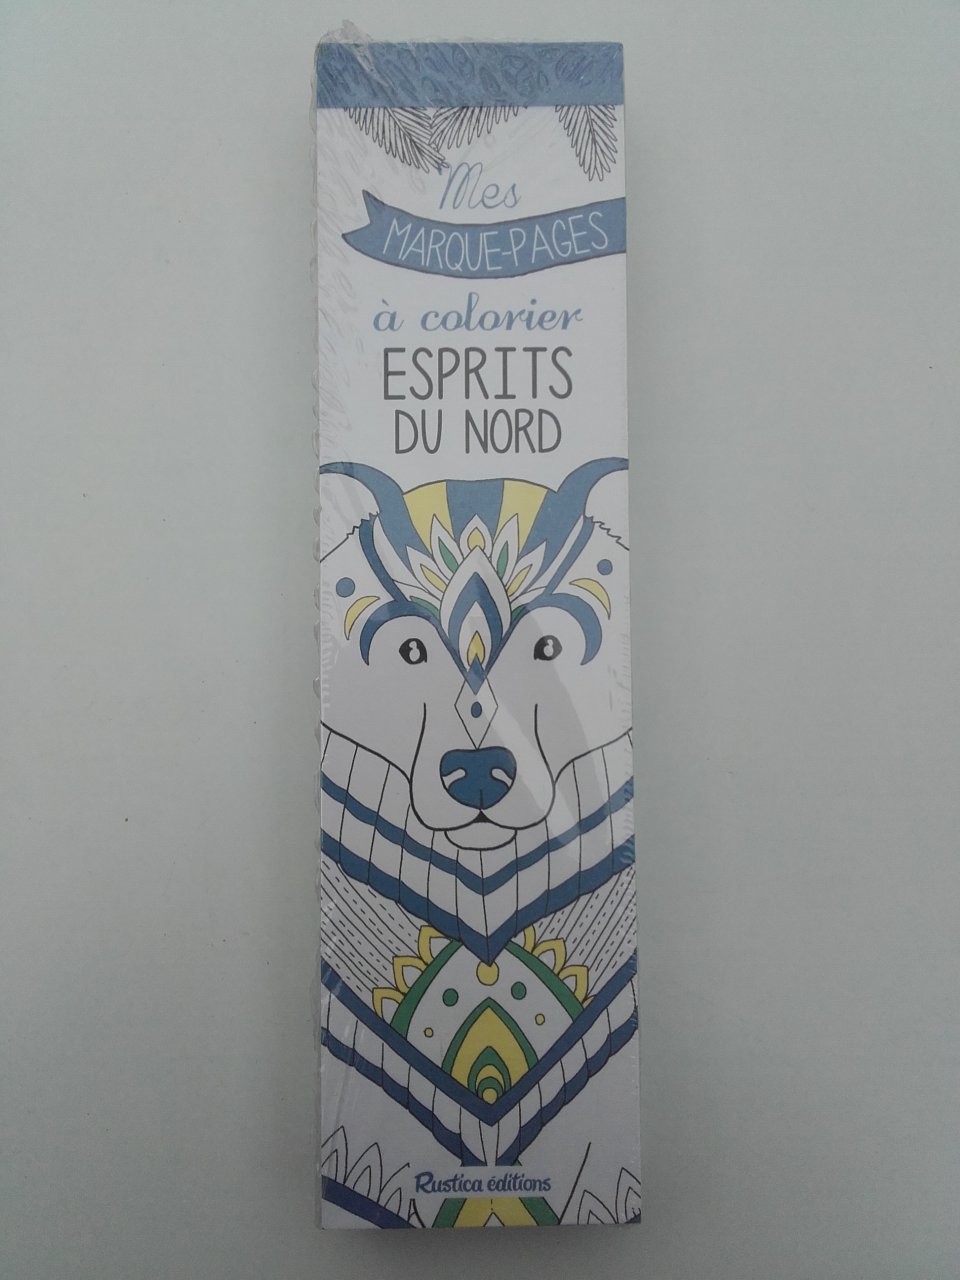 Mes
MARQUE-PAGES
à colorier
ESPRITS
DU NORD
Rustica éditions